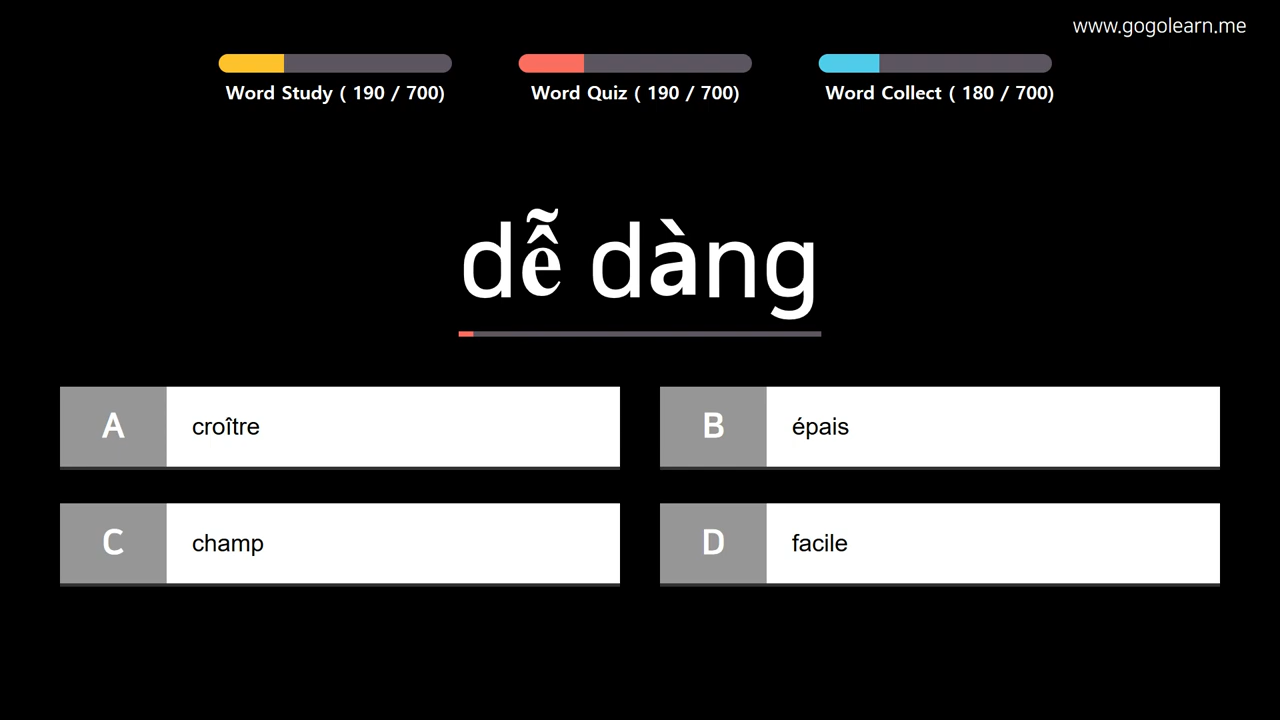 www.gogolearn.me
Word Study ( 190 / 700)
Word Quiz ( 190 / 700)
Word Collect ( 180 / 700)
dễ dàng
A croître
B épais
C champ
D facile